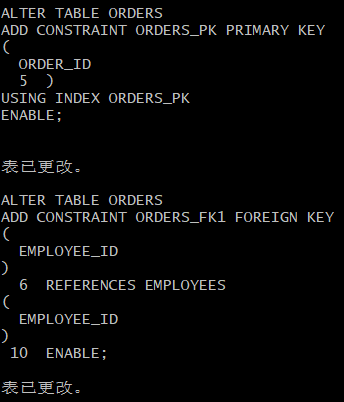 ALTER TABLE ORDERS
ADD CONSTRAINT ORDERS_PK PRIMARY KEY
(
  ORDER_ID
  5  )
USING INDEX ORDERS_PK
ENABLE;
表已更改。
ALTER TABLE ORDERS
ADD CONSTRAINT ORDERS_FK1 FOREIGN KEY
(
  EMPLOYEE_ID
)
  6  REFERENCES EMPLOYEES
(
  EMPLOYEE_ID
)
 10  ENABLE;
表已更改。